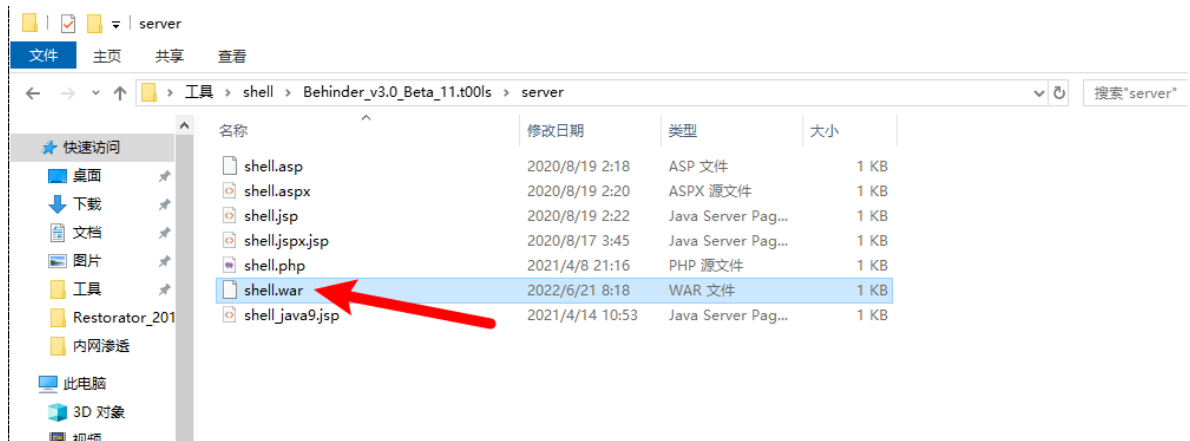 server
文件 主页 共享 查看
工具 shell Behinder_v3.0_Beta_11.t00ls server 搜索"server"
名称 修改日期 类型 大小
快速访问
桌面
下载
文档
图片
工具
Restorator_201
内网渗透
此电脑
3D 对象
视频
shell.asp 2020/8/19 2:18 ASP 文件 1 KB
shell.aspx 2020/8/19 2:20 ASPX 源文件 1 KB
shell.jsp 2020/8/19 2:22 Java Server Pag... 1 KB
shell.jspx.jsp 2020/8/17 3:45 Java Server Pag... 1 KB
shell.php 2021/4/8 21:16 PHP 源文件 1 KB
shell.war 2022/6/21 8:18 WAR 文件 1 KB
shell_java9.jsp 2021/4/14 10:53 Java Server Pag... 1 KB